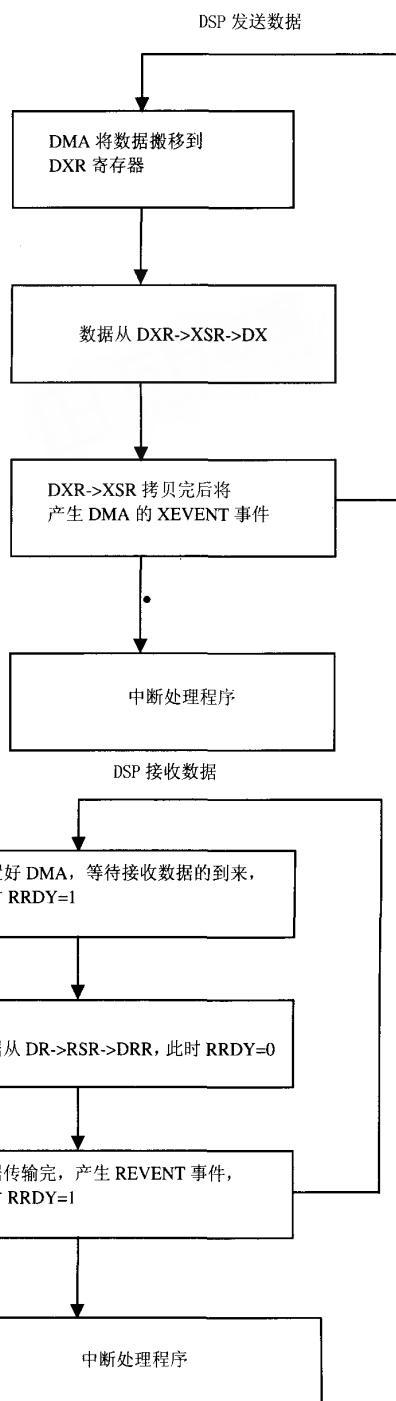 DSP 发送数据
DMA 将数据搬移到
DXR 寄存器
数据从 DXR->XSR->DX
DXR->XSR 拷贝完后将
产生 DMA 的 XEVENT 事件
中断处理程序
DSP 接收数据
好 DMA，等待接收数据的到来，
RRDY=1
从 DR->RSR->DRR，此时 RRDY=0
传输完，产生 REVENT 事件，
RRDY=1
中断处理程序